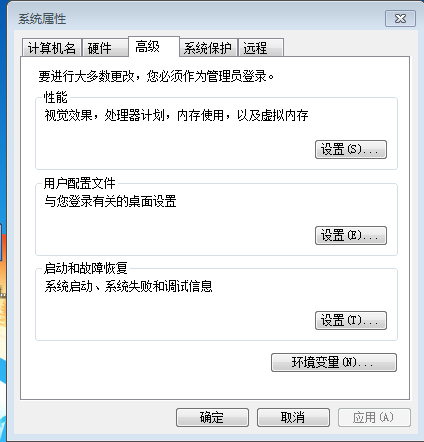 系统属性
计算机名 硬件 高级 系统保护 远程
要进行大多数更改，您必须作为管理员登录。
性能
视觉效果，处理器计划，内存使用，以及虚拟内存
设置(S)...
用户配置文件
与您登录有关的桌面设置
设置(E)...
启动和故障恢复
系统启动、系统失败和调试信息
设置(T)...
环境变量(N)...
确定 取消 应用(A)